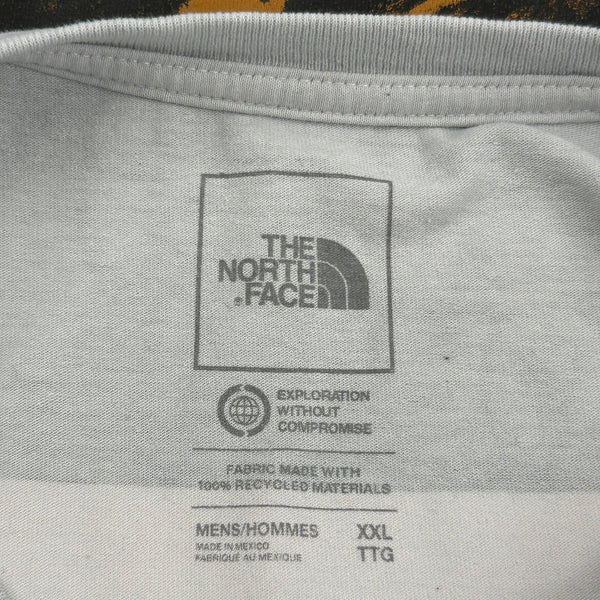 THE
NORTH
FACE
EXPLORATION
WITHOUT
COMPROMISE
FABRIC MADE WITH
100% RECYCLED MATERIALS
MENS/HOMMES XXL
MADE IN MEXICO
FABRIQUÉ AU MEXIQUE TTG